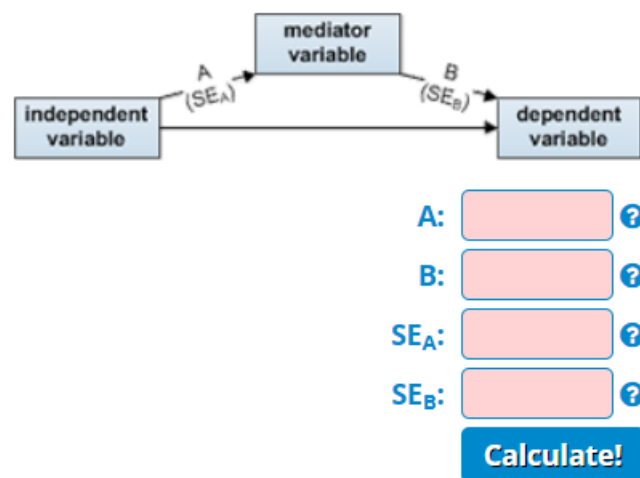 mediator
variable
A
(SEA)
B
(SEB)
independent
variable
dependent
variable
A:
?
B:
?
SEA:
?
SEB:
?
Calculate!